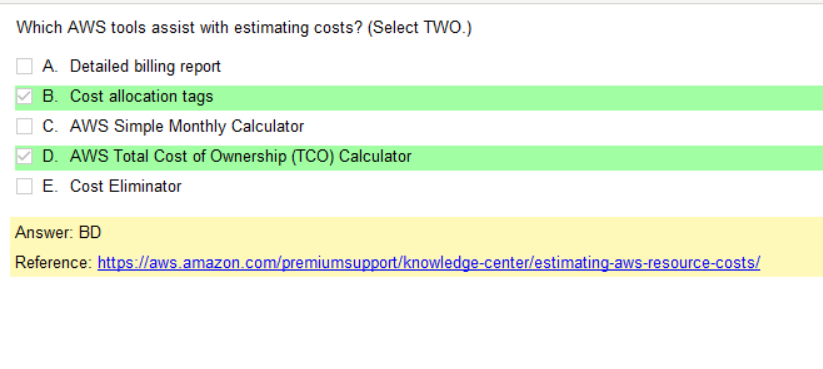 Which AWS tools assist with estimating costs? (Select TWO.)
A. Detailed billing report
B. Cost allocation tags
C. AWS Simple Monthly Calculator
D. AWS Total Cost of Ownership (TCO) Calculator
E. Cost Eliminator
Answer: BD
Reference: https://aws.amazon.com/premiumsupport/knowledge-center/estimating-aws-resource-costs/